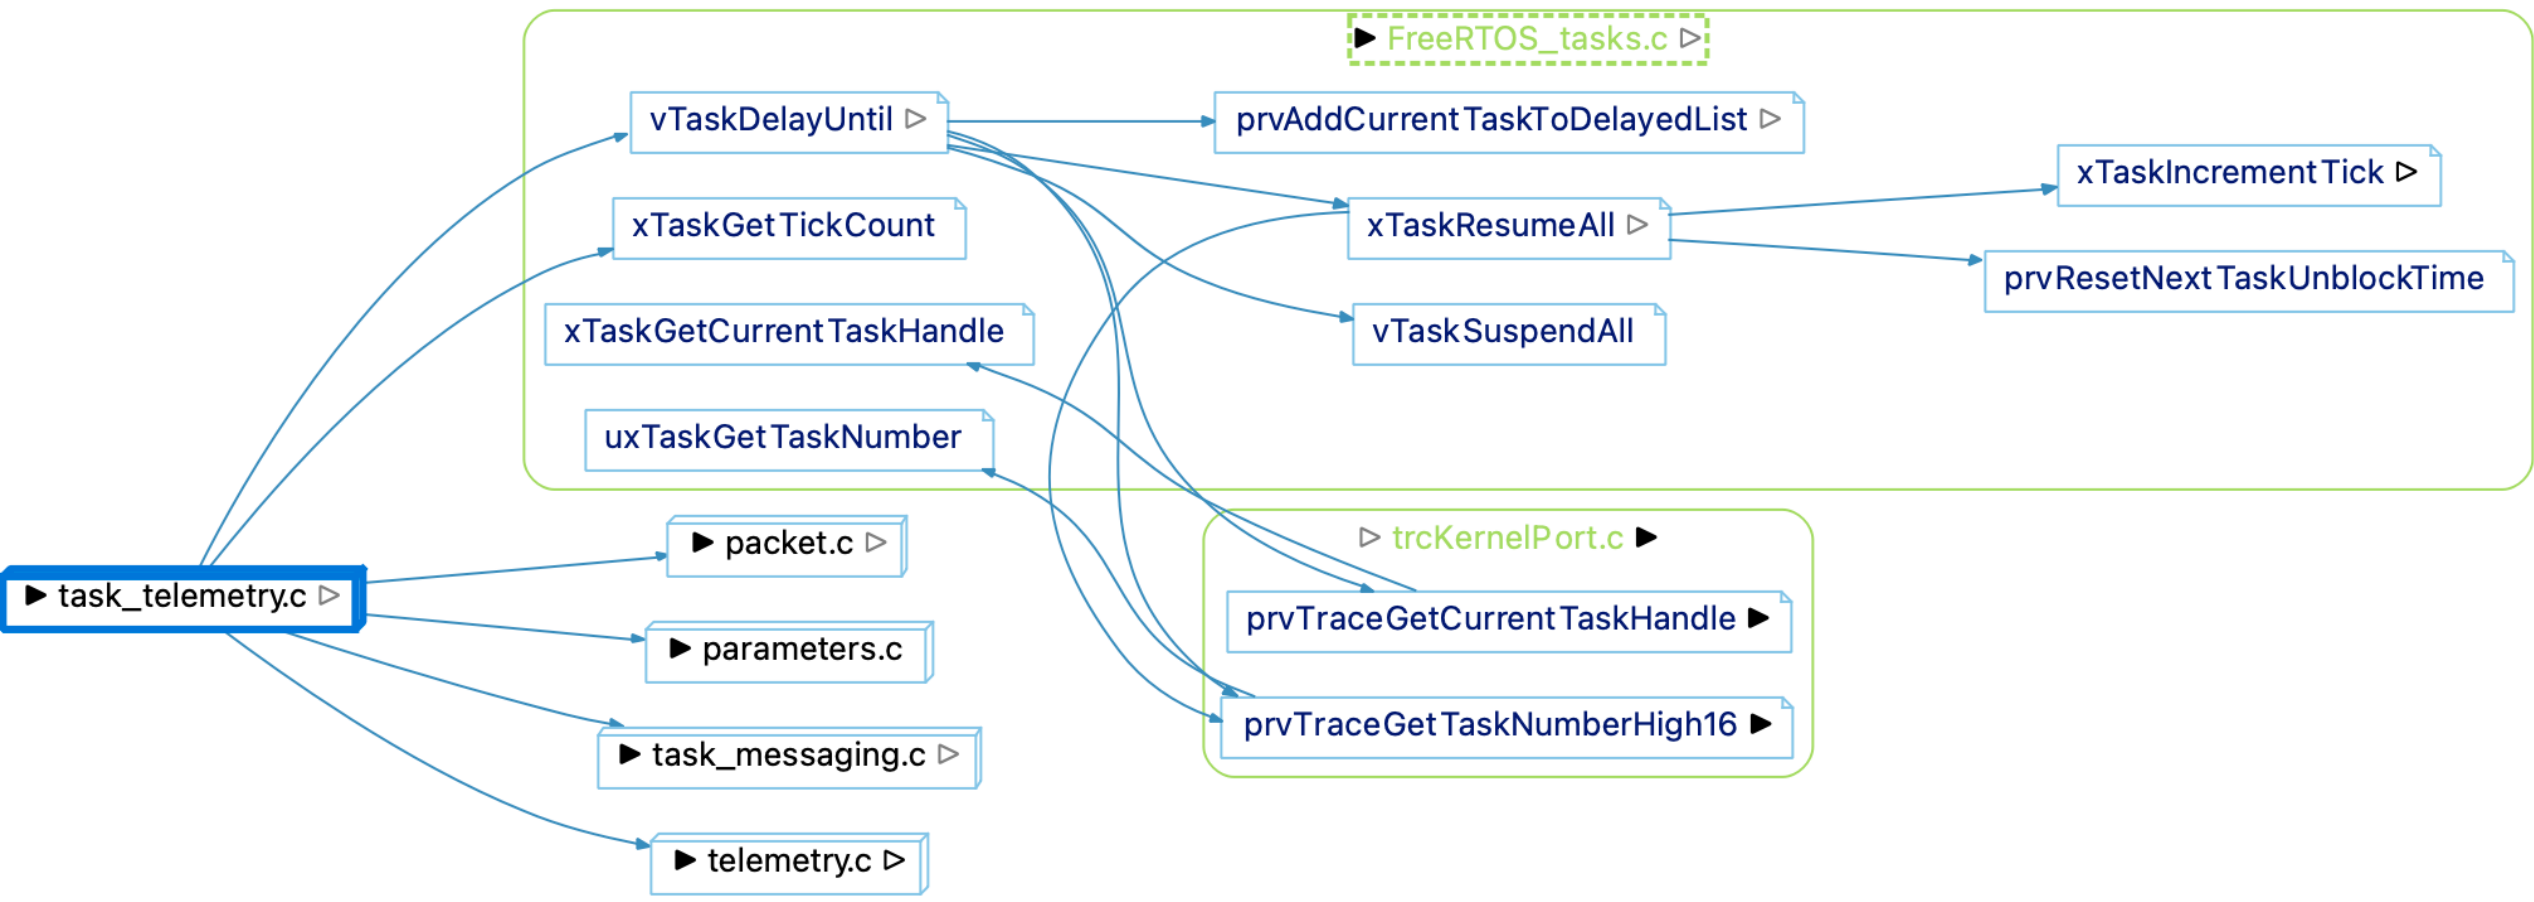 FreeRTOS_tasks.c
vTaskDelayUntil
prvAddCurrentTaskToDelayedList
xTaskIncrementTick
xTaskGetTickCount
xTaskResumeAll
prvResetNextTaskUnblockTime
xTaskGetCurrentTaskHandle
vTaskSuspendAll
uxTaskGetTaskNumber
packet.c
trcKernelPort.c
task_telemetry.c
prvTraceGetCurrentTaskHandle
parameters.c
prvTraceGetTaskNumberHigh16
task_messaging.c
telemetry.c